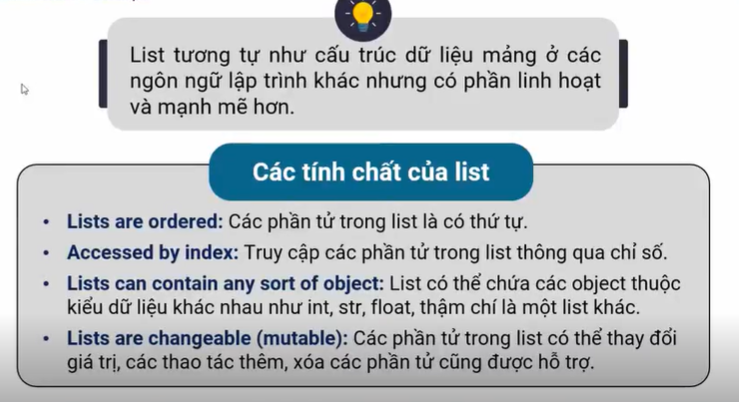 List tương tự như cấu trúc dữ liệu mảng ở các
ngôn ngữ lập trình khác nhưng có phần linh hoạt
và mạnh mẽ hơn.
Các tính chất của list
• Lists are ordered: Các phần tử trong list là có thứ tự.
• Accessed by index: Truy cập các phần tử trong list thông qua chỉ số.
• Lists can contain any sort of object: List có thể chứa các object thuộc
kiểu dữ liệu khác nhau như int, str, float, thậm chí là một list khác.
• Lists are changeable (mutable): Các phần tử trong list có thể thay đổi
giá trị, các thao tác thêm, xóa các phần tử cũng được hỗ trợ.